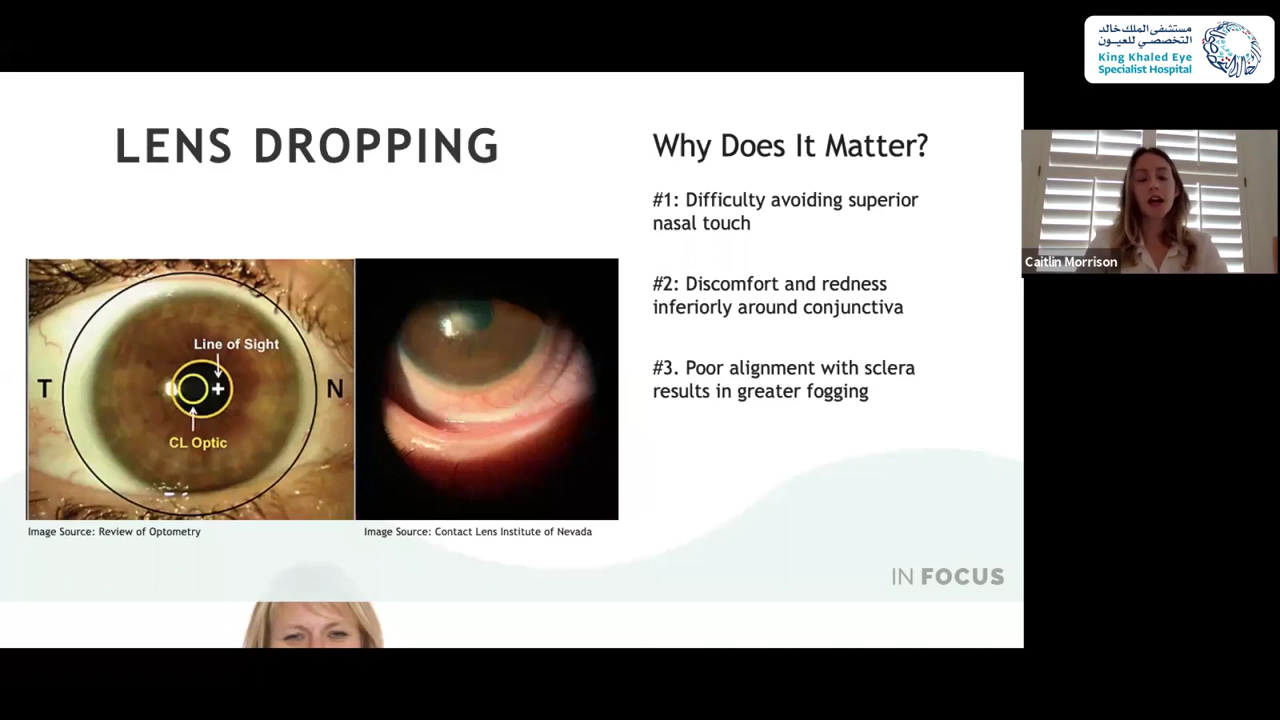 مستشفى الملك خالد
التخصصي للعيون
King Khaled Eye
Specialist Hospital
LENS DROPPING
Why Does It Matter?
#1: Difficulty avoiding superior
nasal touch
#2: Discomfort and redness
inferiorly around conjunctiva
#3. Poor alignment with sclera
results in greater fogging
Line of Sight
T
N
CL Optic
Image Source: Review of Optometry
Image Source: Contact Lens Institute of Nevada
IN FOCUS
Caitlin Morrison